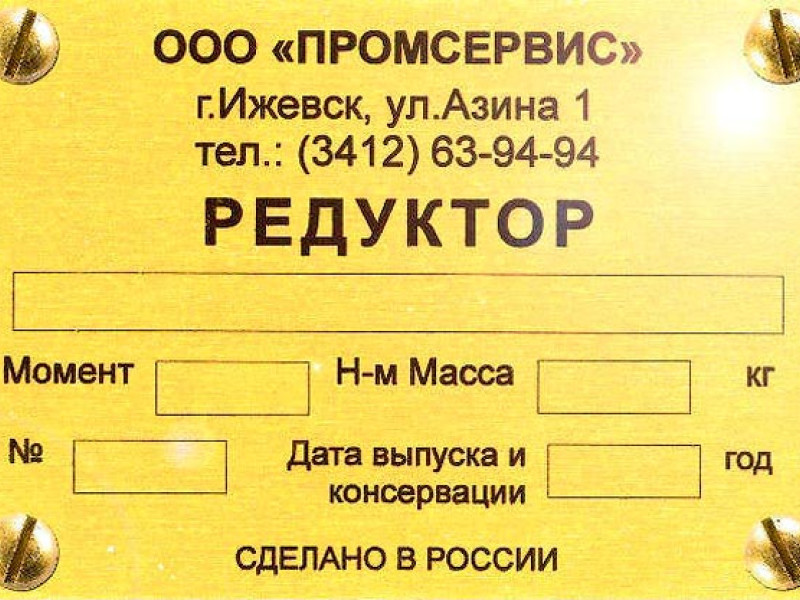 ООО «ПРОМСЕРВИС»
г.Ижевск, ул.Азина 1
тел.: (3412) 63-94-94
РЕДУКТОР
Момент Н-м Масса кг
№ Дата выпуска и год
консервации
СДЕЛАНО В РОССИИ